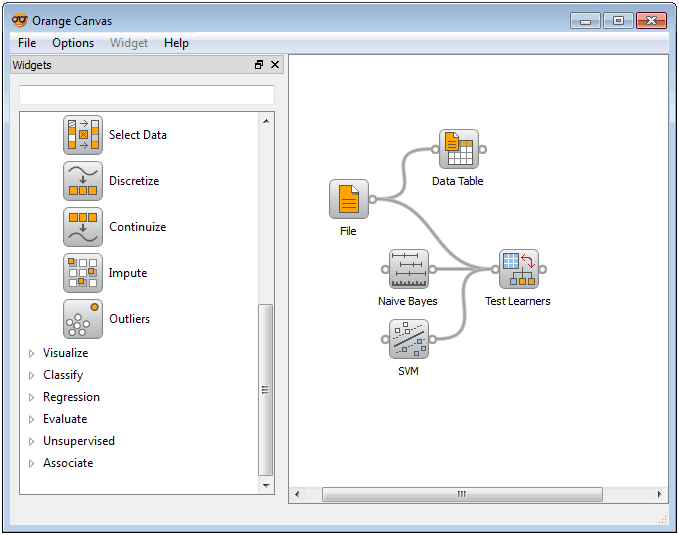 Orange Canvas
File Options Widget Help
Widgets
Select Data
Discretize
Continuize
Impute
Outliers
Visualize
Classify
Regression
Evaluate
Unsupervised
Associate
Data Table
File
Naive Bayes
Test Learners
SVM